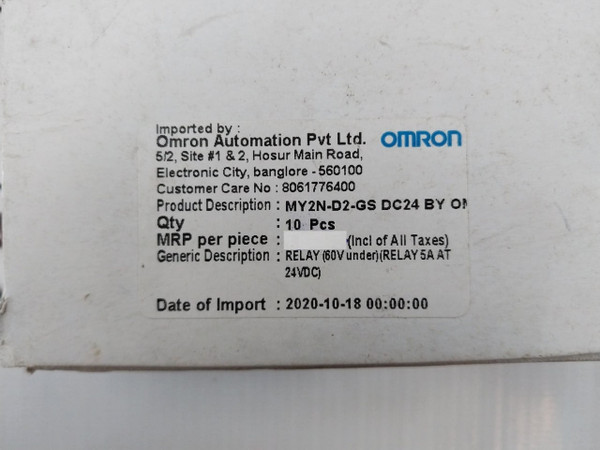 Imported by :
Omron Automation Pvt Ltd. OMRON
5/2, Site #1 & 2, Hosur Main Road,
Electronic City, banglore - 560100
Customer Care No : 8061776400
Product Description : MY2N-D2-GS DC24 BY
Qty : 10 Pcs
MRP per piece : (Incl of All Taxes)
Generic Description : RELAY (60V under)(RELAY 5A AT
24VDC)
Date of Import : 2020-10-18 00:00:00